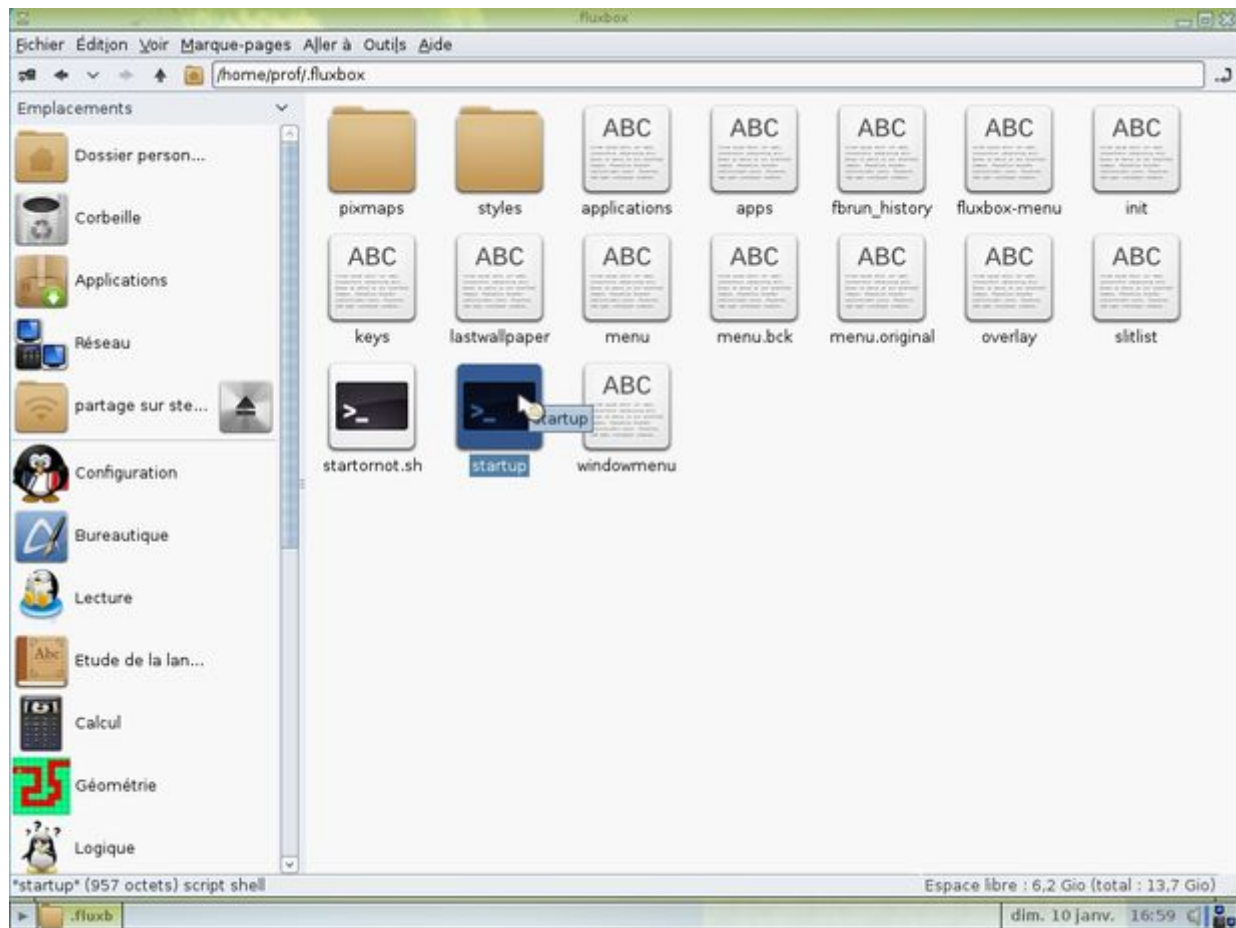 .fluxbox
Fichier Édition Voir Marque-pages Aller à Outils Aide
/home/prof/.fluxbox
Emplacements
Dossier person...
Corbeille
Applications
Réseau
partage sur ste...
Configuration
Bureautique
Lecture
Abc
Etude de la lan...
Calcul
Géométrie
Logique
ABC ABC ABC ABC ABC
pixmaps styles applications apps fbrun_history fluxbox-menu init
ABC ABC ABC ABC ABC ABC ABC
keys lastwallpaper menu menu.bck menu.original overlay slitlist
>_ >_ startup ABC
startornot.sh startup windowmenu
"startup" (957 octets) script shell
Espace libre : 6,2 Gio (total : 13,7 Gio)
.fluxb
dim. 10 janv. 16:59